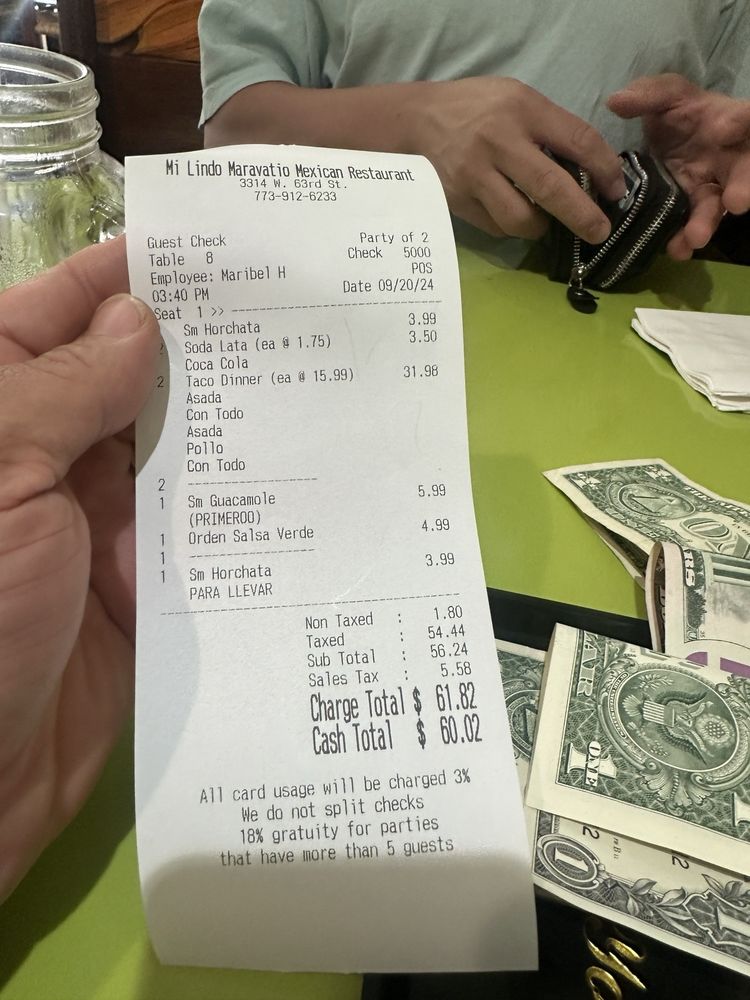 Mi Lindo Maravatio Mexican Restaurant
3314 W. 63rd St.
773-912-6233
Guest Check Party of 2
Table 8 Check 5000
Employee: Maribel H POS
03:40 PM Date 09/20/24
Seat 1 >> --------------------
Sm Horchata 3.99
Soda Lata (ea @ 1.75) 3.50
Coca Cola
2 Taco Dinner (ea @ 15.99) 31.98
Asada
Con Todo
Asada
Pollo
Con Todo
2 --------------------
1 Sm Guacamole 5.99
(PRIMEROO)
1 Orden Salsa Verde 4.99
1 --------------------
1 Sm Horchata 3.99
PARA LLEVAR
Non Taxed : 1.80
Taxed : 54.44
Sub Total : 56.24
Sales Tax : 5.58
Charge Total $ 61.82
Cash Total $ 60.02
All card usage will be charged 3%
We do not split checks
18% gratuity for parties
that have more than 5 guests
ONE
1